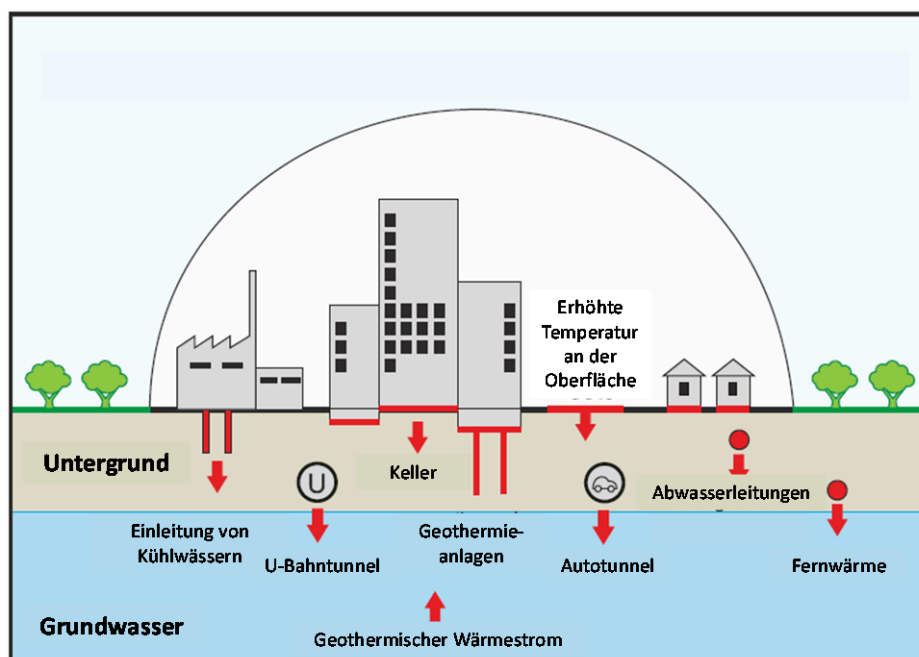 Erhöhte
Temperatur
an der
Oberfläche
Untergrund
Keller
U
Abwasserleitungen
Einleitung von
Kühlwässern
U-Bahntunnel
Geothermie-
anlagen
Autotunnel
Fernwärme
Grundwasser
Geothermischer Wärmestrom